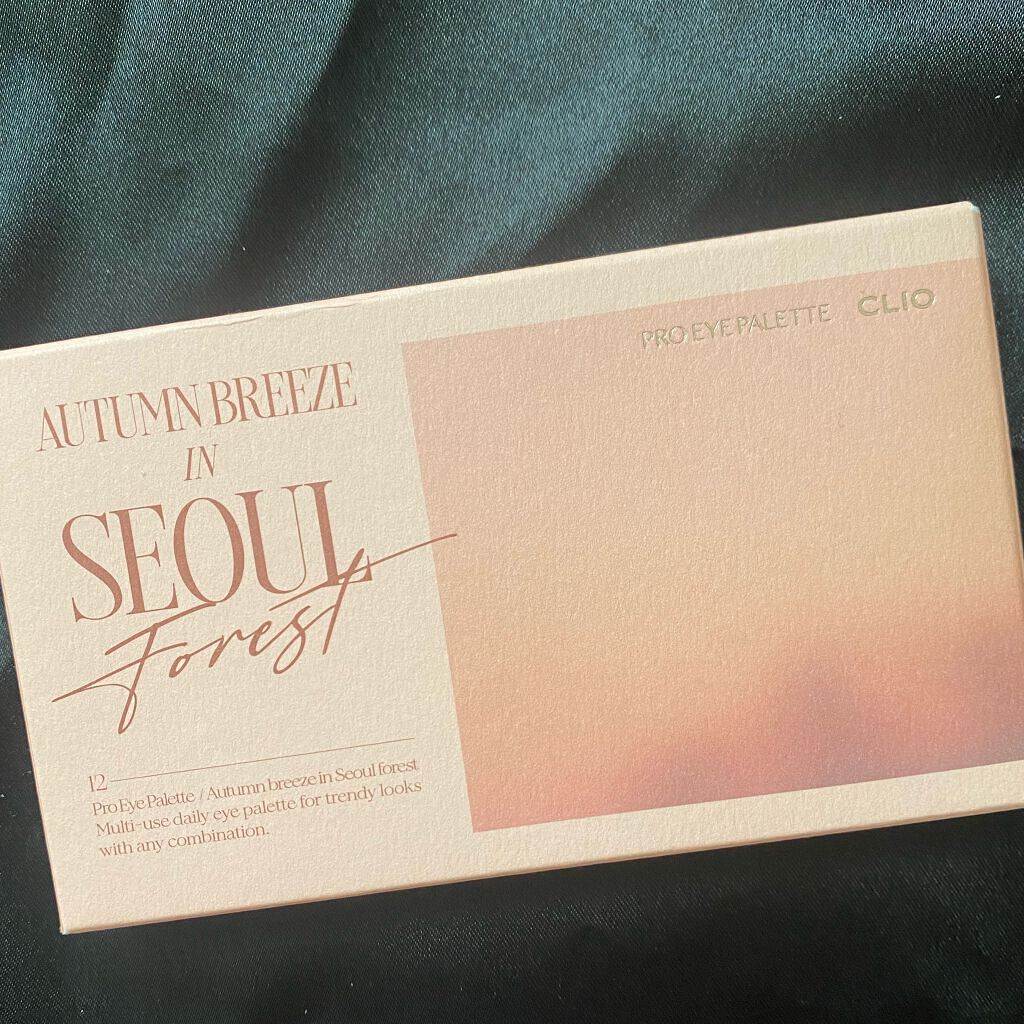 PRO EYE PALETTE CLIO
AUTUMN BREEZE
IN
SEOUL
Forest
12
Pro Eye Palette / Autumn breeze in Seoul forest
Multi-use daily eye palette for trendy looks
with any combination.